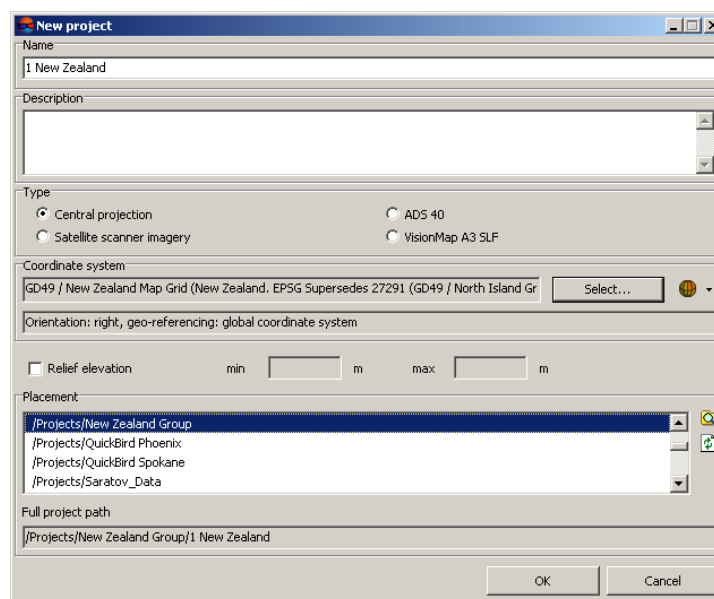 New project
Name
1 New Zealand
Description
Type
Central projection
ADS 40
Satellite scanner imagery
VisionMap A3 SLF
Coordinate system
GD49 / New Zealand Map Grid (New Zealand. EPSG Supersedes 27291 (GD49 / North Island Gr
Select...
Orientation: right, geo-referencing: global coordinate system
Relief elevation min m max m
Placement
/Projects/New Zealand Group
/Projects/QuickBird Phoenix
/Projects/QuickBird Spokane
/Projects/Saratov_Data
Full project path
/Projects/New Zealand Group/1 New Zealand
OK Cancel